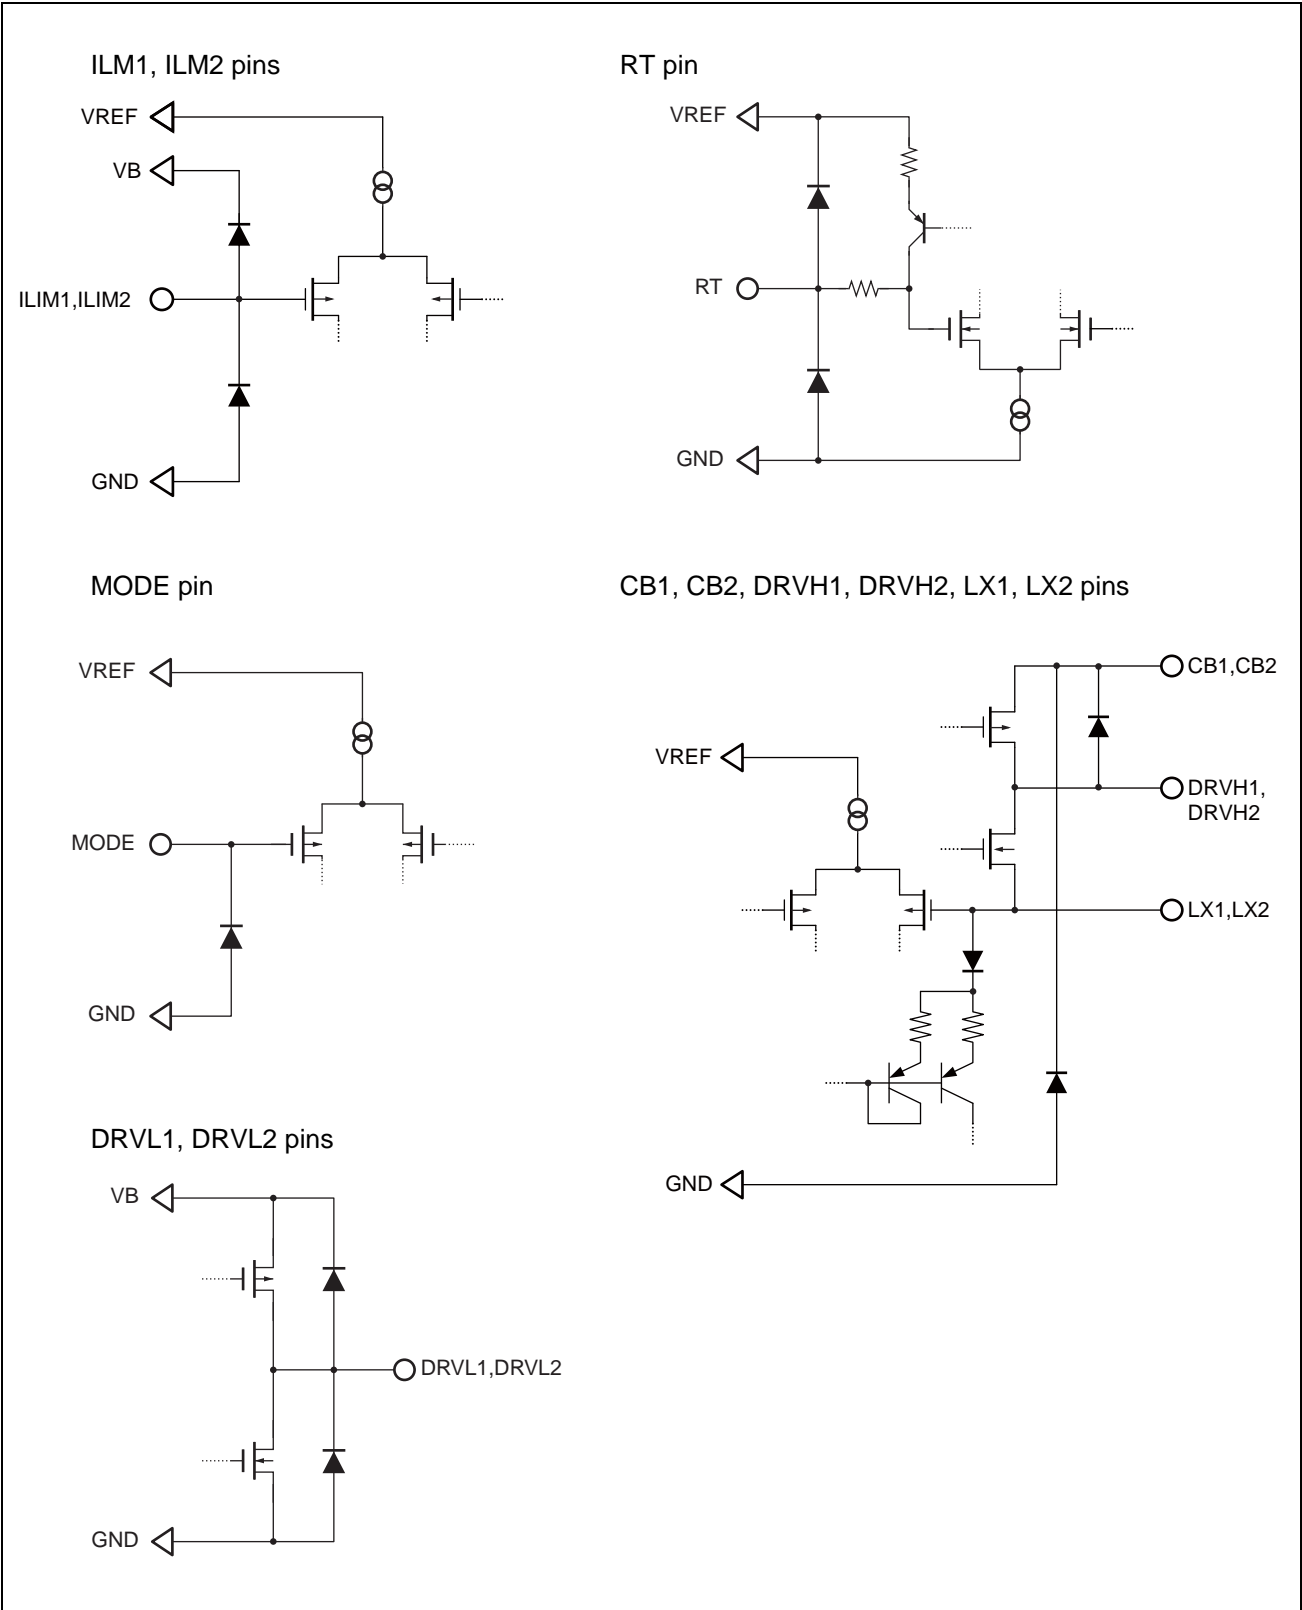 ILM1, ILM2 pins
VREF
VB
ILIM1,ILIM2
GND
RT pin
VREF
RT
GND
MODE pin
VREF
MODE
GND
CB1, CB2, DRVH1, DRVH2, LX1, LX2 pins
CB1,CB2
VREF
DRVH1,
DRVH2
LX1,LX2
GND
DRVL1, DRVL2 pins
VB
DRVL1,DRVL2
GND